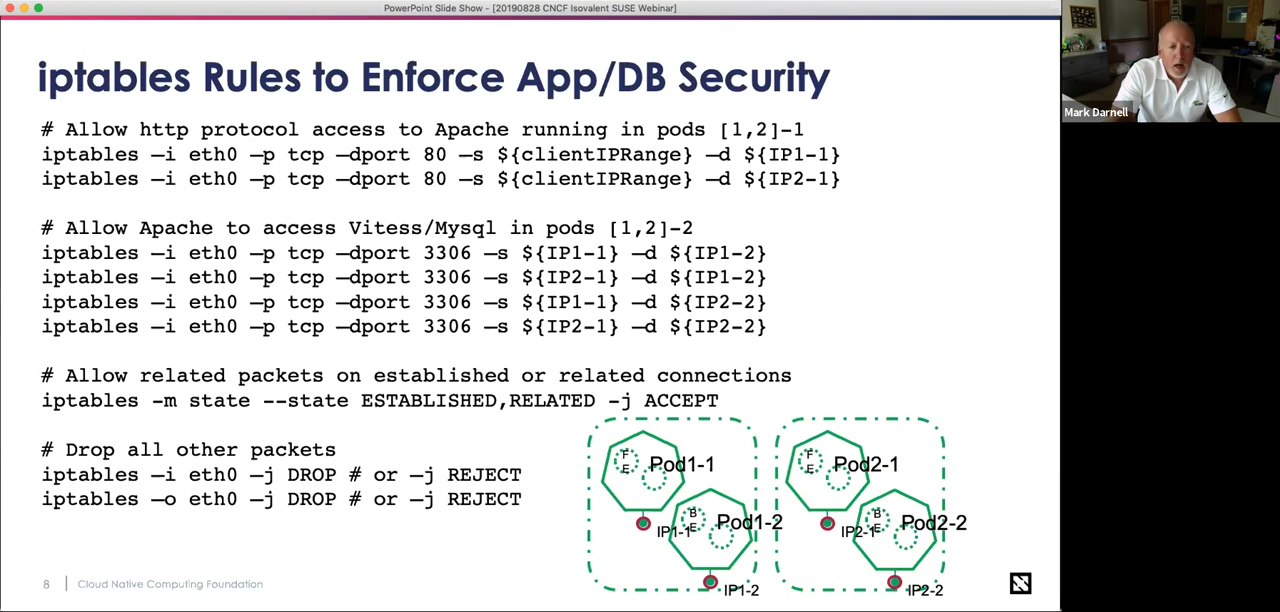 PowerPoint Slide Show - [20190828 CNCF Isovalent SUSE Webinar]
iptables Rules to Enforce App/DB Security
# Allow http protocol access to Apache running in pods [1,2]-1
iptables –i eth0 –p tcp –dport 80 –s ${clientIPRange} –d ${IP1-1}
iptables –i eth0 –p tcp –dport 80 –s ${clientIPRange} –d ${IP2-1}
# Allow Apache to access Vitess/Mysql in pods [1,2]-2
iptables –i eth0 –p tcp –dport 3306 –s ${IP1-1} –d ${IP1-2}
iptables –i eth0 –p tcp –dport 3306 –s ${IP2-1} –d ${IP1-2}
iptables –i eth0 –p tcp –dport 3306 –s ${IP1-1} –d ${IP2-2}
iptables –i eth0 –p tcp –dport 3306 –s ${IP2-1} –d ${IP2-2}
# Allow related packets on established or related connections
iptables -m state --state ESTABLISHED,RELATED -j ACCEPT
# Drop all other packets
iptables –i eth0 –j DROP # or –j REJECT
iptables –o eth0 –j DROP # or –j REJECT
FE
Pod1-1
IP1-1
BE
Pod1-2
IP1-2
FE
Pod2-1
IP2-1
BE
Pod2-2
IP2-2
8
Cloud Native Computing Foundation
Mark Darnell